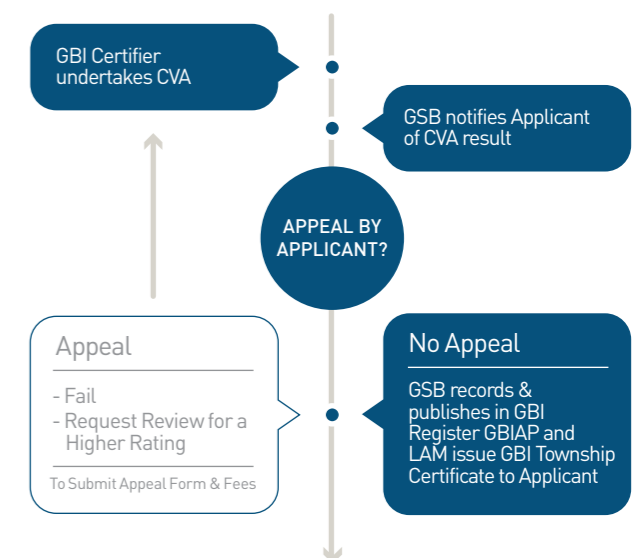 GBI Certifier
undertakes CVA
GSB notifies Applicant
of CVA result
APPEAL BY
APPLICANT?
Appeal
- Fail
- Request Review for a
Higher Rating
To Submit Appeal Form & Fees
No Appeal
GSB records &
publishes in GBI
Register GBIAP and
LAM issue GBI Township
Certificate to Applicant